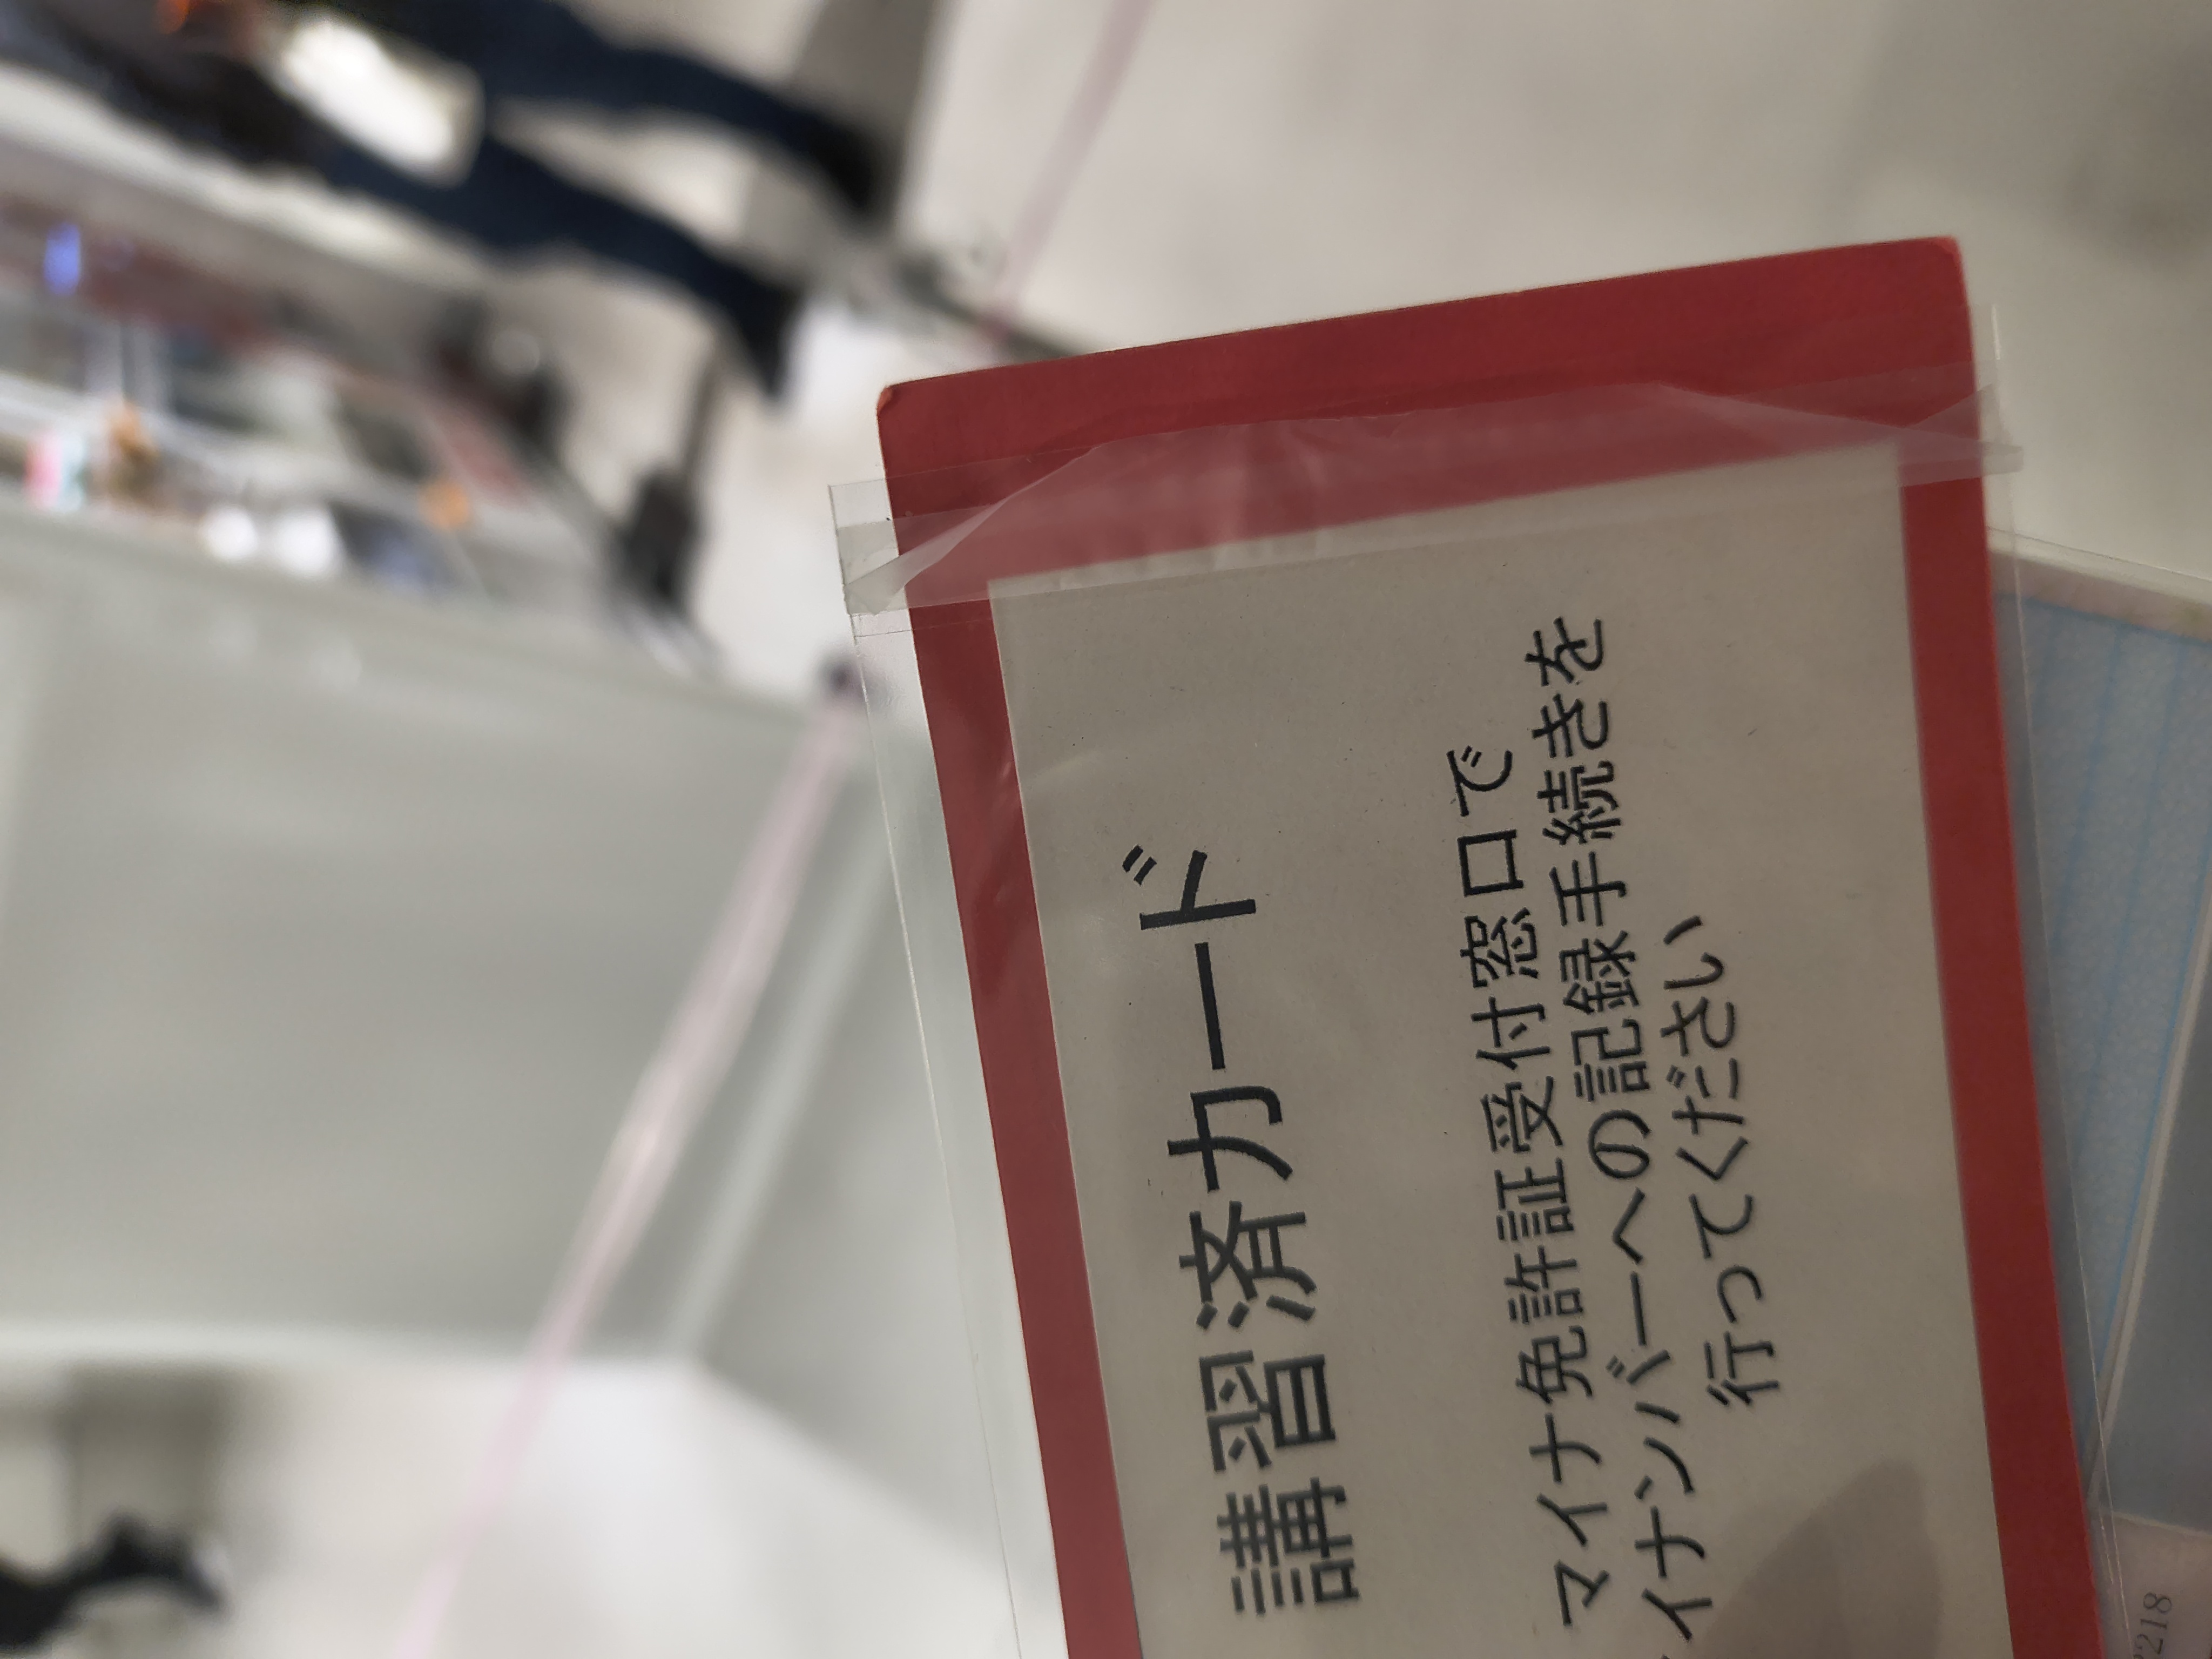 講習済カード
マイナ免許証受付窓口で
イナンバーへの記録手続きを
行ってください
218